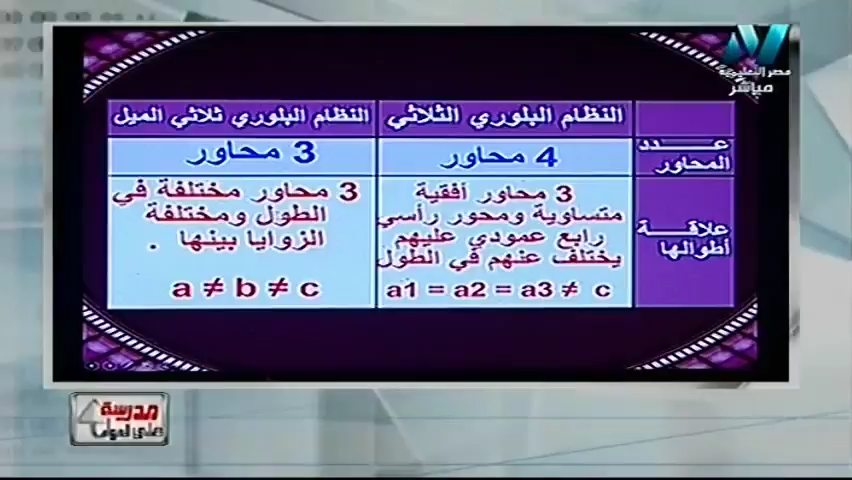 مصر التعليمية
مباشر
النظام البلوري الثلاثي
النظام البلوري ثلاثي الميل
عدد
المحاور
4 محاور
3 محاور
علاقة
أطوالها
3 محاور أفقية
متساوية ومحور رأسي
رابع عمودي عليهم
يختلف عنهم في الطول
a1 = a2 = a3 ≠ c
3 محاور مختلفة في
الطول ومختلفة
الزوايا بينها .
a ≠ b ≠ c
مدرسة
على الهواء